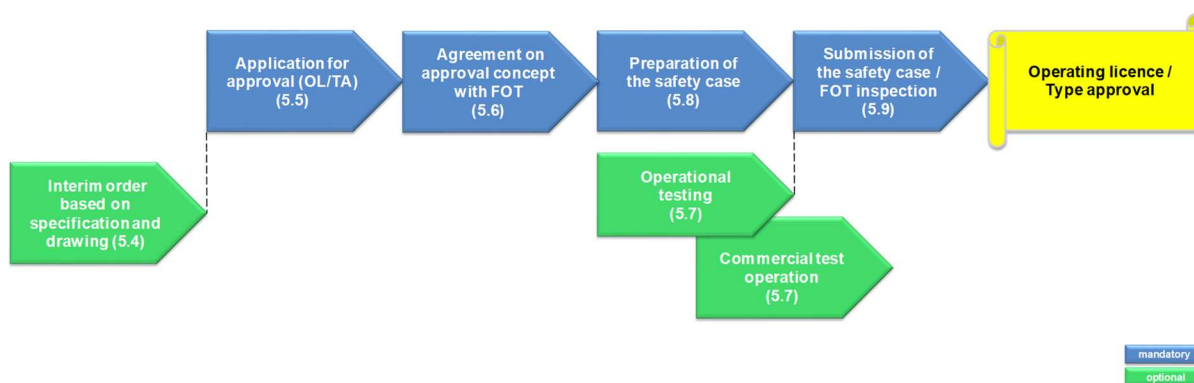 Application for
approval (OL/TA)
(5.5)
Agreement on
approval concept
with FOT
(5.6)
Preparation of
the safety case
(5.8)
Submission of
the safety case /
FOT inspection
(5.9)
Operating licence /
Type approval
Interim order
based on
specification and
drawing (5.4)
Operational
testing
(5.7)
Commercial test
operation
(5.7)
mandatory
optional